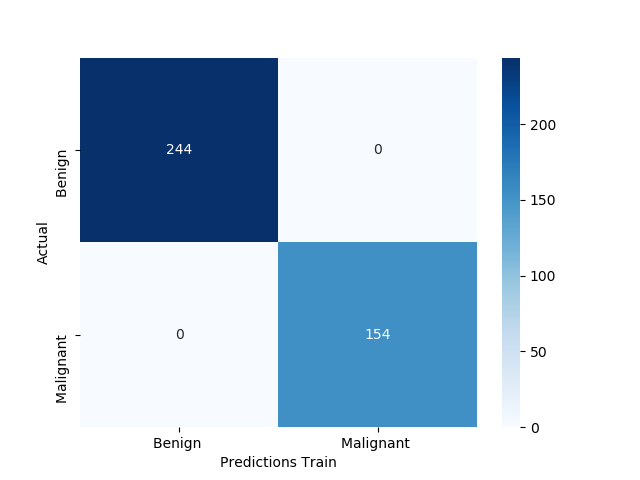 Actual
Benign
Malignant
244
0
0
154
Benign
Malignant
Predictions Train
200
150
100
50
0